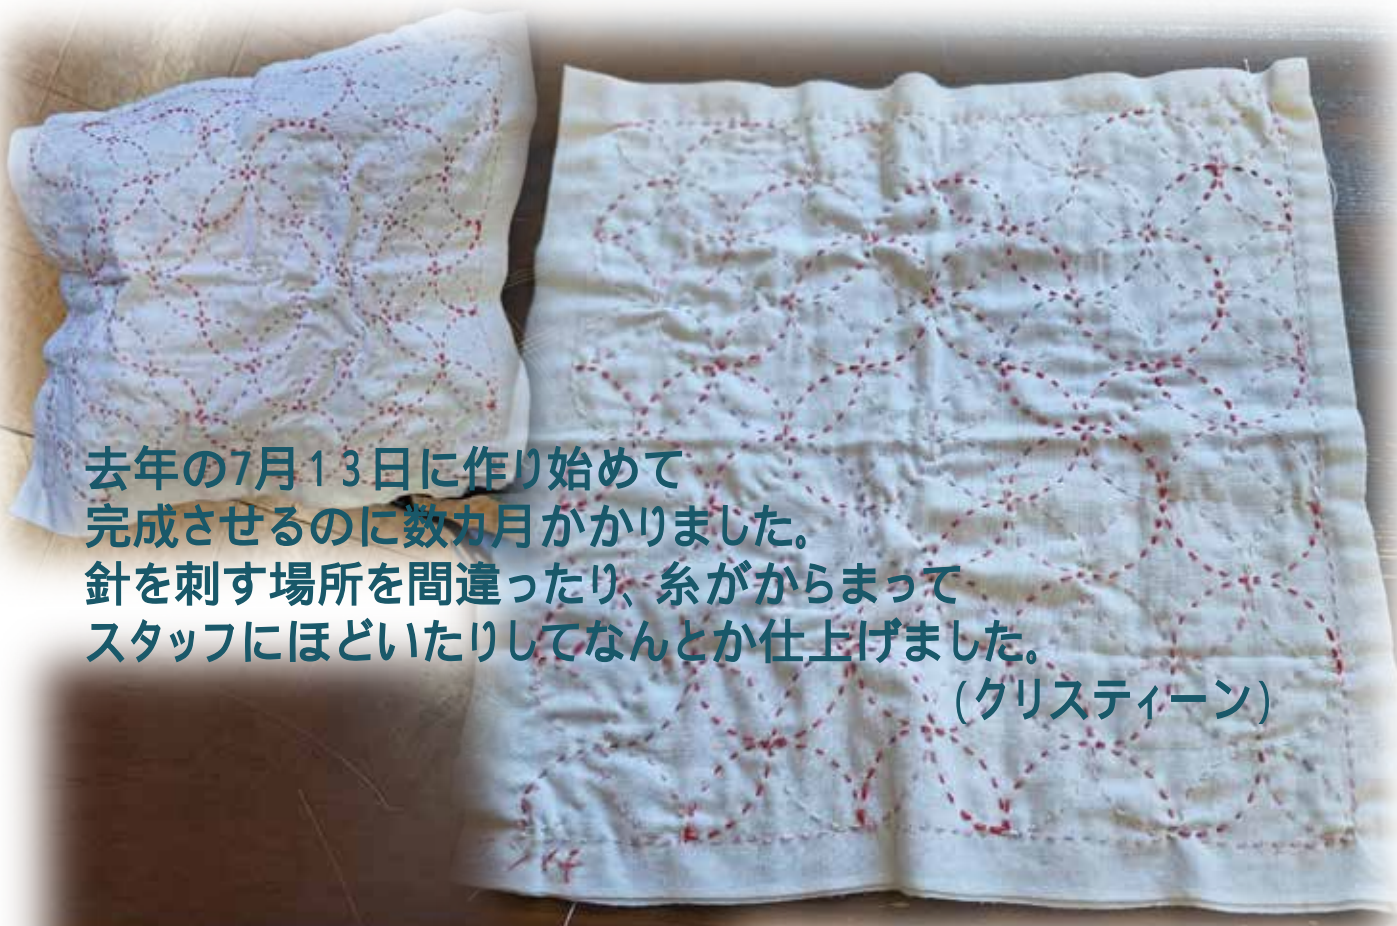 去年の7月13日に作り始めて
完成させるのに数カ月かかりました。
針を刺す場所を間違ったり、糸がからまって
スタッフにほどいたりしてなんとか仕上げました。
(クリスティーン)